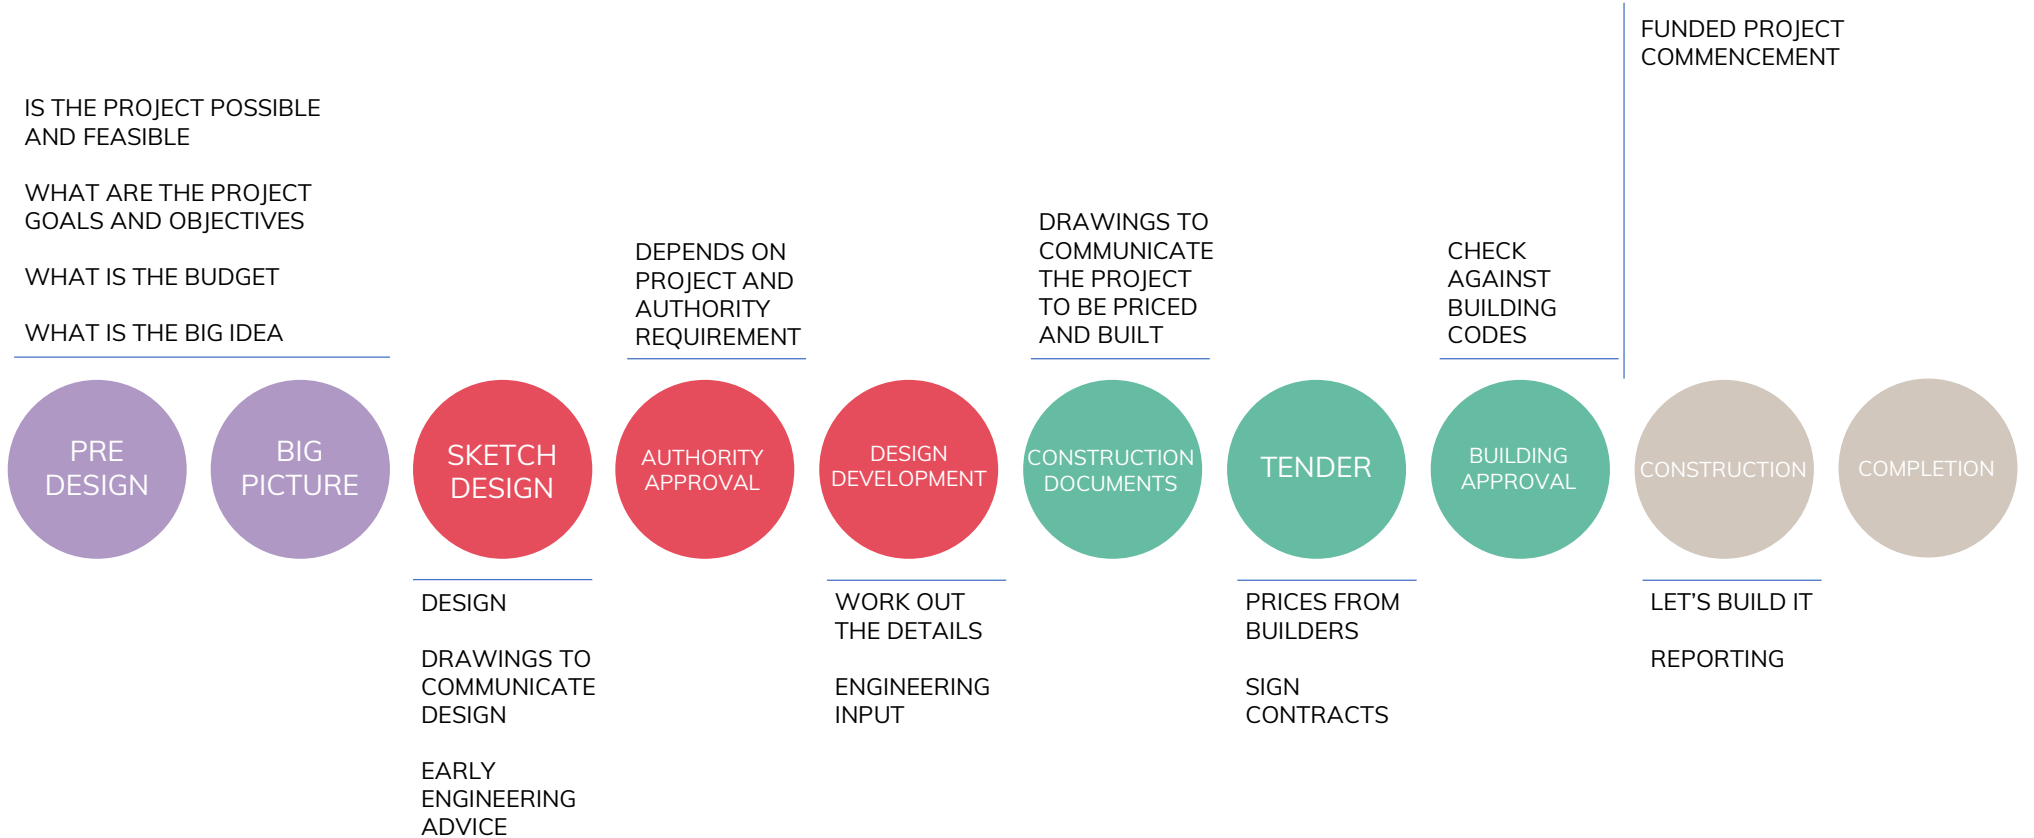 FUNDED PROJECT
COMMENCEMENT
IS THE PROJECT POSSIBLE
AND FEASIBLE
WHAT ARE THE PROJECT
GOALS AND OBJECTIVES
WHAT IS THE BUDGET
WHAT IS THE BIG IDEA
DEPENDS ON
PROJECT AND
AUTHORITY
REQUIREMENT
DRAWINGS TO
COMMUNICATE
THE PROJECT
TO BE PRICED
AND BUILT
CHECK
AGAINST
BUILDING
CODES
PRE
DESIGN
BIG
PICTURE
SKETCH
DESIGN
AUTHORITY
APPROVAL
DESIGN
DEVELOPMENT
CONSTRUCTION
DOCUMENTS
TENDER
BUILDING
APPROVAL
CONSTRUCTION
COMPLETION
DESIGN
DRAWINGS TO
COMMUNICATE
DESIGN
EARLY
ENGINEERING
ADVICE
WORK OUT
THE DETAILS
ENGINEERING
INPUT
PRICES FROM
BUILDERS
SIGN
CONTRACTS
LET’S BUILD IT
REPORTING